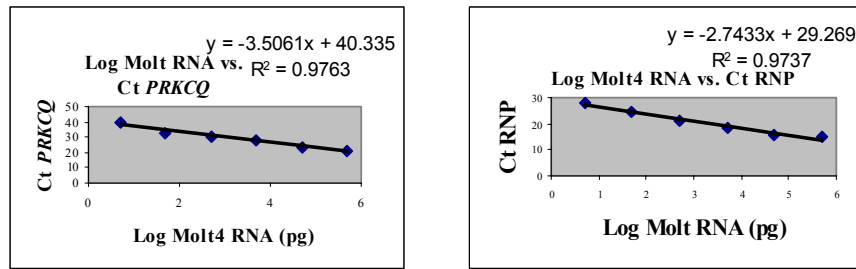 y = -3.5061x + 40.335
R² = 0.9763
Log Molt RNA vs.
Ct PRKCQ
Ct PRKCQ
50
40
30
20
10
0
0 2 4 6
Log Molt4 RNA (pg)
y = -2.7433x + 29.269
R² = 0.9737
Log Molt4 RNA vs. Ct RNP
Ct RNP
30
20
10
0
0 1 2 3 4 5 6
Log Molt RNA (pg)